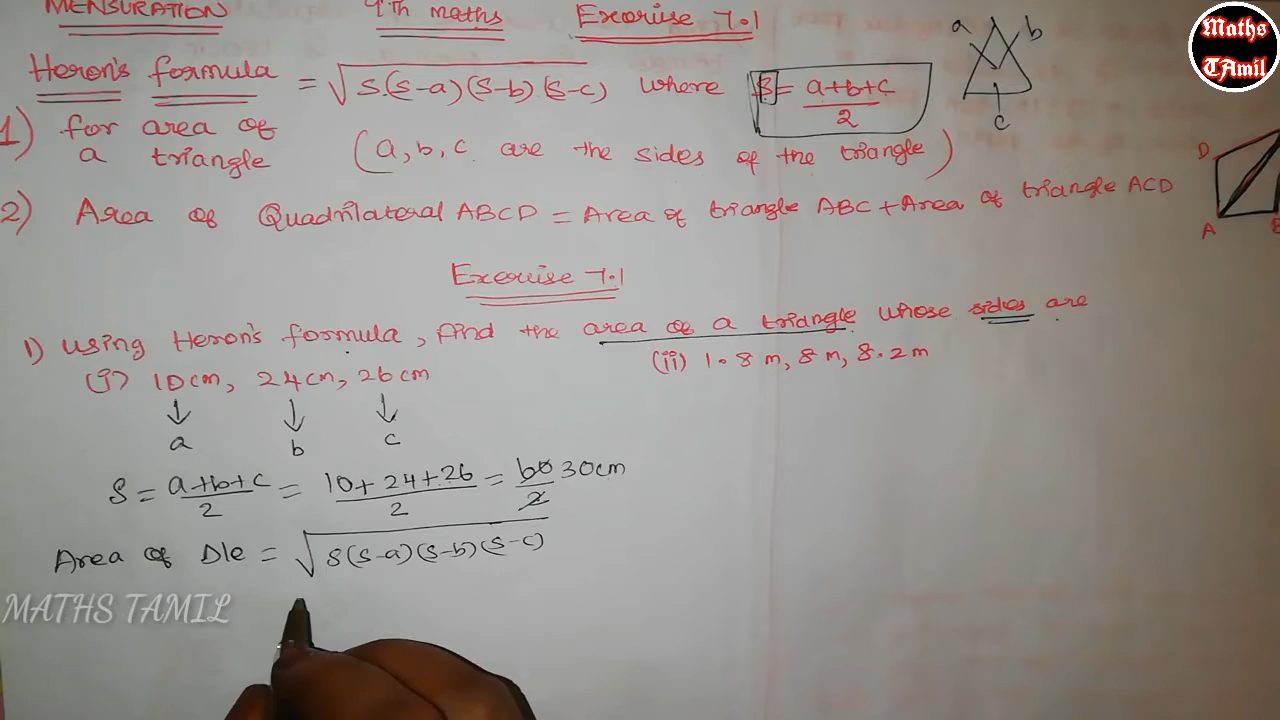 MENSURATION 9th maths Exercise 7.1
Heron's formula = √s.(s-a)(s-b)(s-c) where s = a+b+c/2
1) for area of a triangle (a,b,c are the sides of the triangle)
a b c
2) Area of Quadrilateral ABCD = Area of triangle ABC + Area of triangle ACD
D A
Exercise 7.1
1) using Heron's formula, find the area of a triangle whose sides are
(i) 10cm, 24cm, 26cm (ii) 1.8 m, 8 m, 8.2 m
↓ ↓ ↓
a b c
S = a+b+c/2 = 10+24+26/2 = 60/2 30cm
Area of Dle = √s(s-a)(s-b)(s-c)
MATHS TAMIL
Maths
TAmil